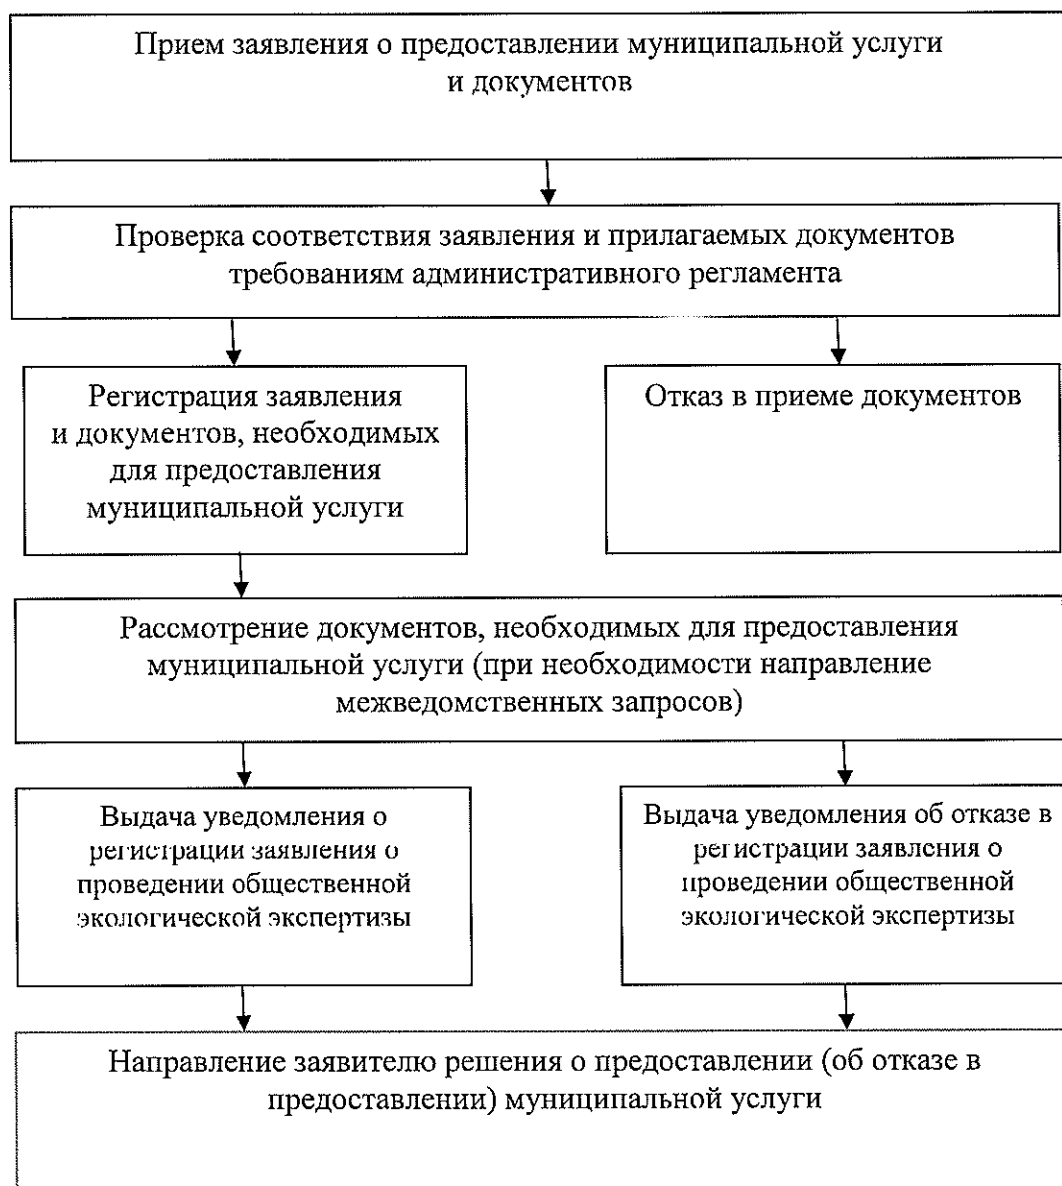 Прием заявления о предоставлении муниципальной услуги
и документов
Проверка соответствия заявления и прилагаемых документов
требованиям административного регламента
Регистрация заявления
и документов, необходимых
для предоставления
муниципальной услуги
Отказ в приеме документов
Рассмотрение документов, необходимых для предоставления
муниципальной услуги (при необходимости направление
межведомственных запросов)
Выдача уведомления о
регистрации заявления о
проведении общественной
экологической экспертизы
Выдача уведомления об отказе в
регистрации заявления о
проведении общественной
экологической экспертизы
Направление заявителю решения о предоставлении (об отказе в
предоставлении) муниципальной услуги